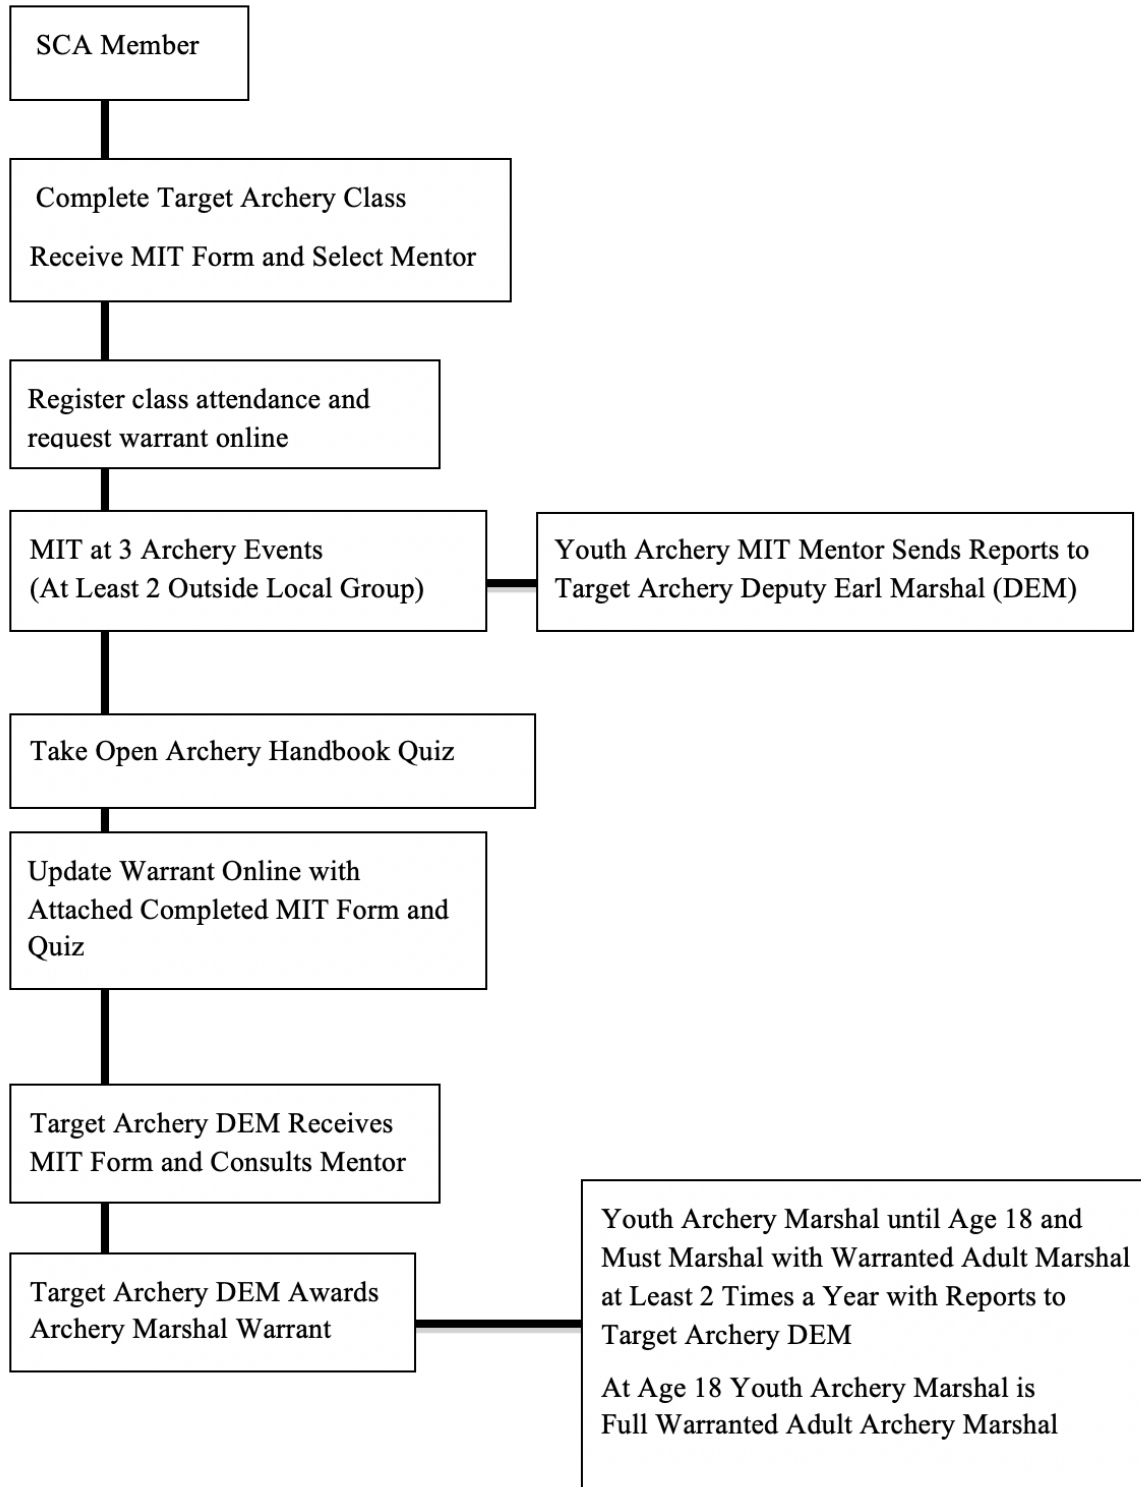 SCA Member
Complete Target Archery Class
Receive MIT Form and Select Mentor
Register class attendance and
request warrant online
MIT at 3 Archery Events
(At Least 2 Outside Local Group)
Youth Archery MIT Mentor Sends Reports to
Target Archery Deputy Earl Marshal (DEM)
Take Open Archery Handbook Quiz
Update Warrant Online with
Attached Completed MIT Form and
Quiz
Target Archery DEM Receives
MIT Form and Consults Mentor
Target Archery DEM Awards
Archery Marshal Warrant
Youth Archery Marshal until Age 18 and
Must Marshal with Warranted Adult Marshal
at Least 2 Times a Year with Reports to
Target Archery DEM
At Age 18 Youth Archery Marshal is
Full Warranted Adult Archery Marshal